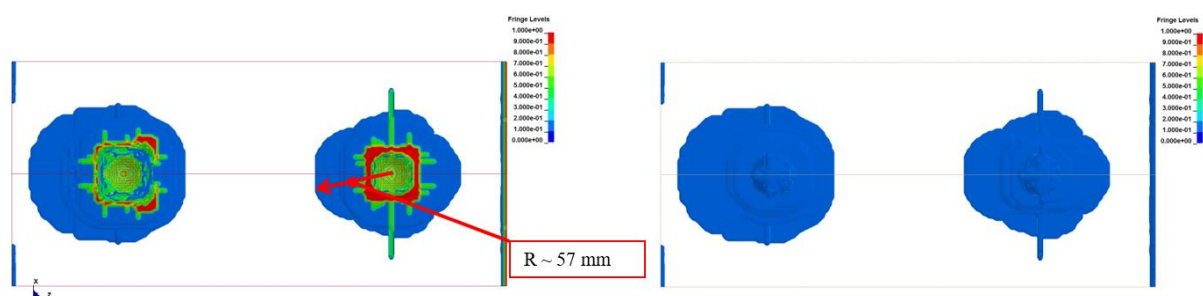 Fringe Levels
1.000e+00
9.000e-01
8.000e-01
7.000e-01
6.000e-01
5.000e-01
4.000e-01
3.000e-01
2.000e-01
1.000e-01
0.000e+00
R ~ 57 mm
X
Z
Fringe Levels
1.000e+00
9.000e-01
8.000e-01
7.000e-01
6.000e-01
5.000e-01
4.000e-01
3.000e-01
2.000e-01
1.000e-01
0.000e+00